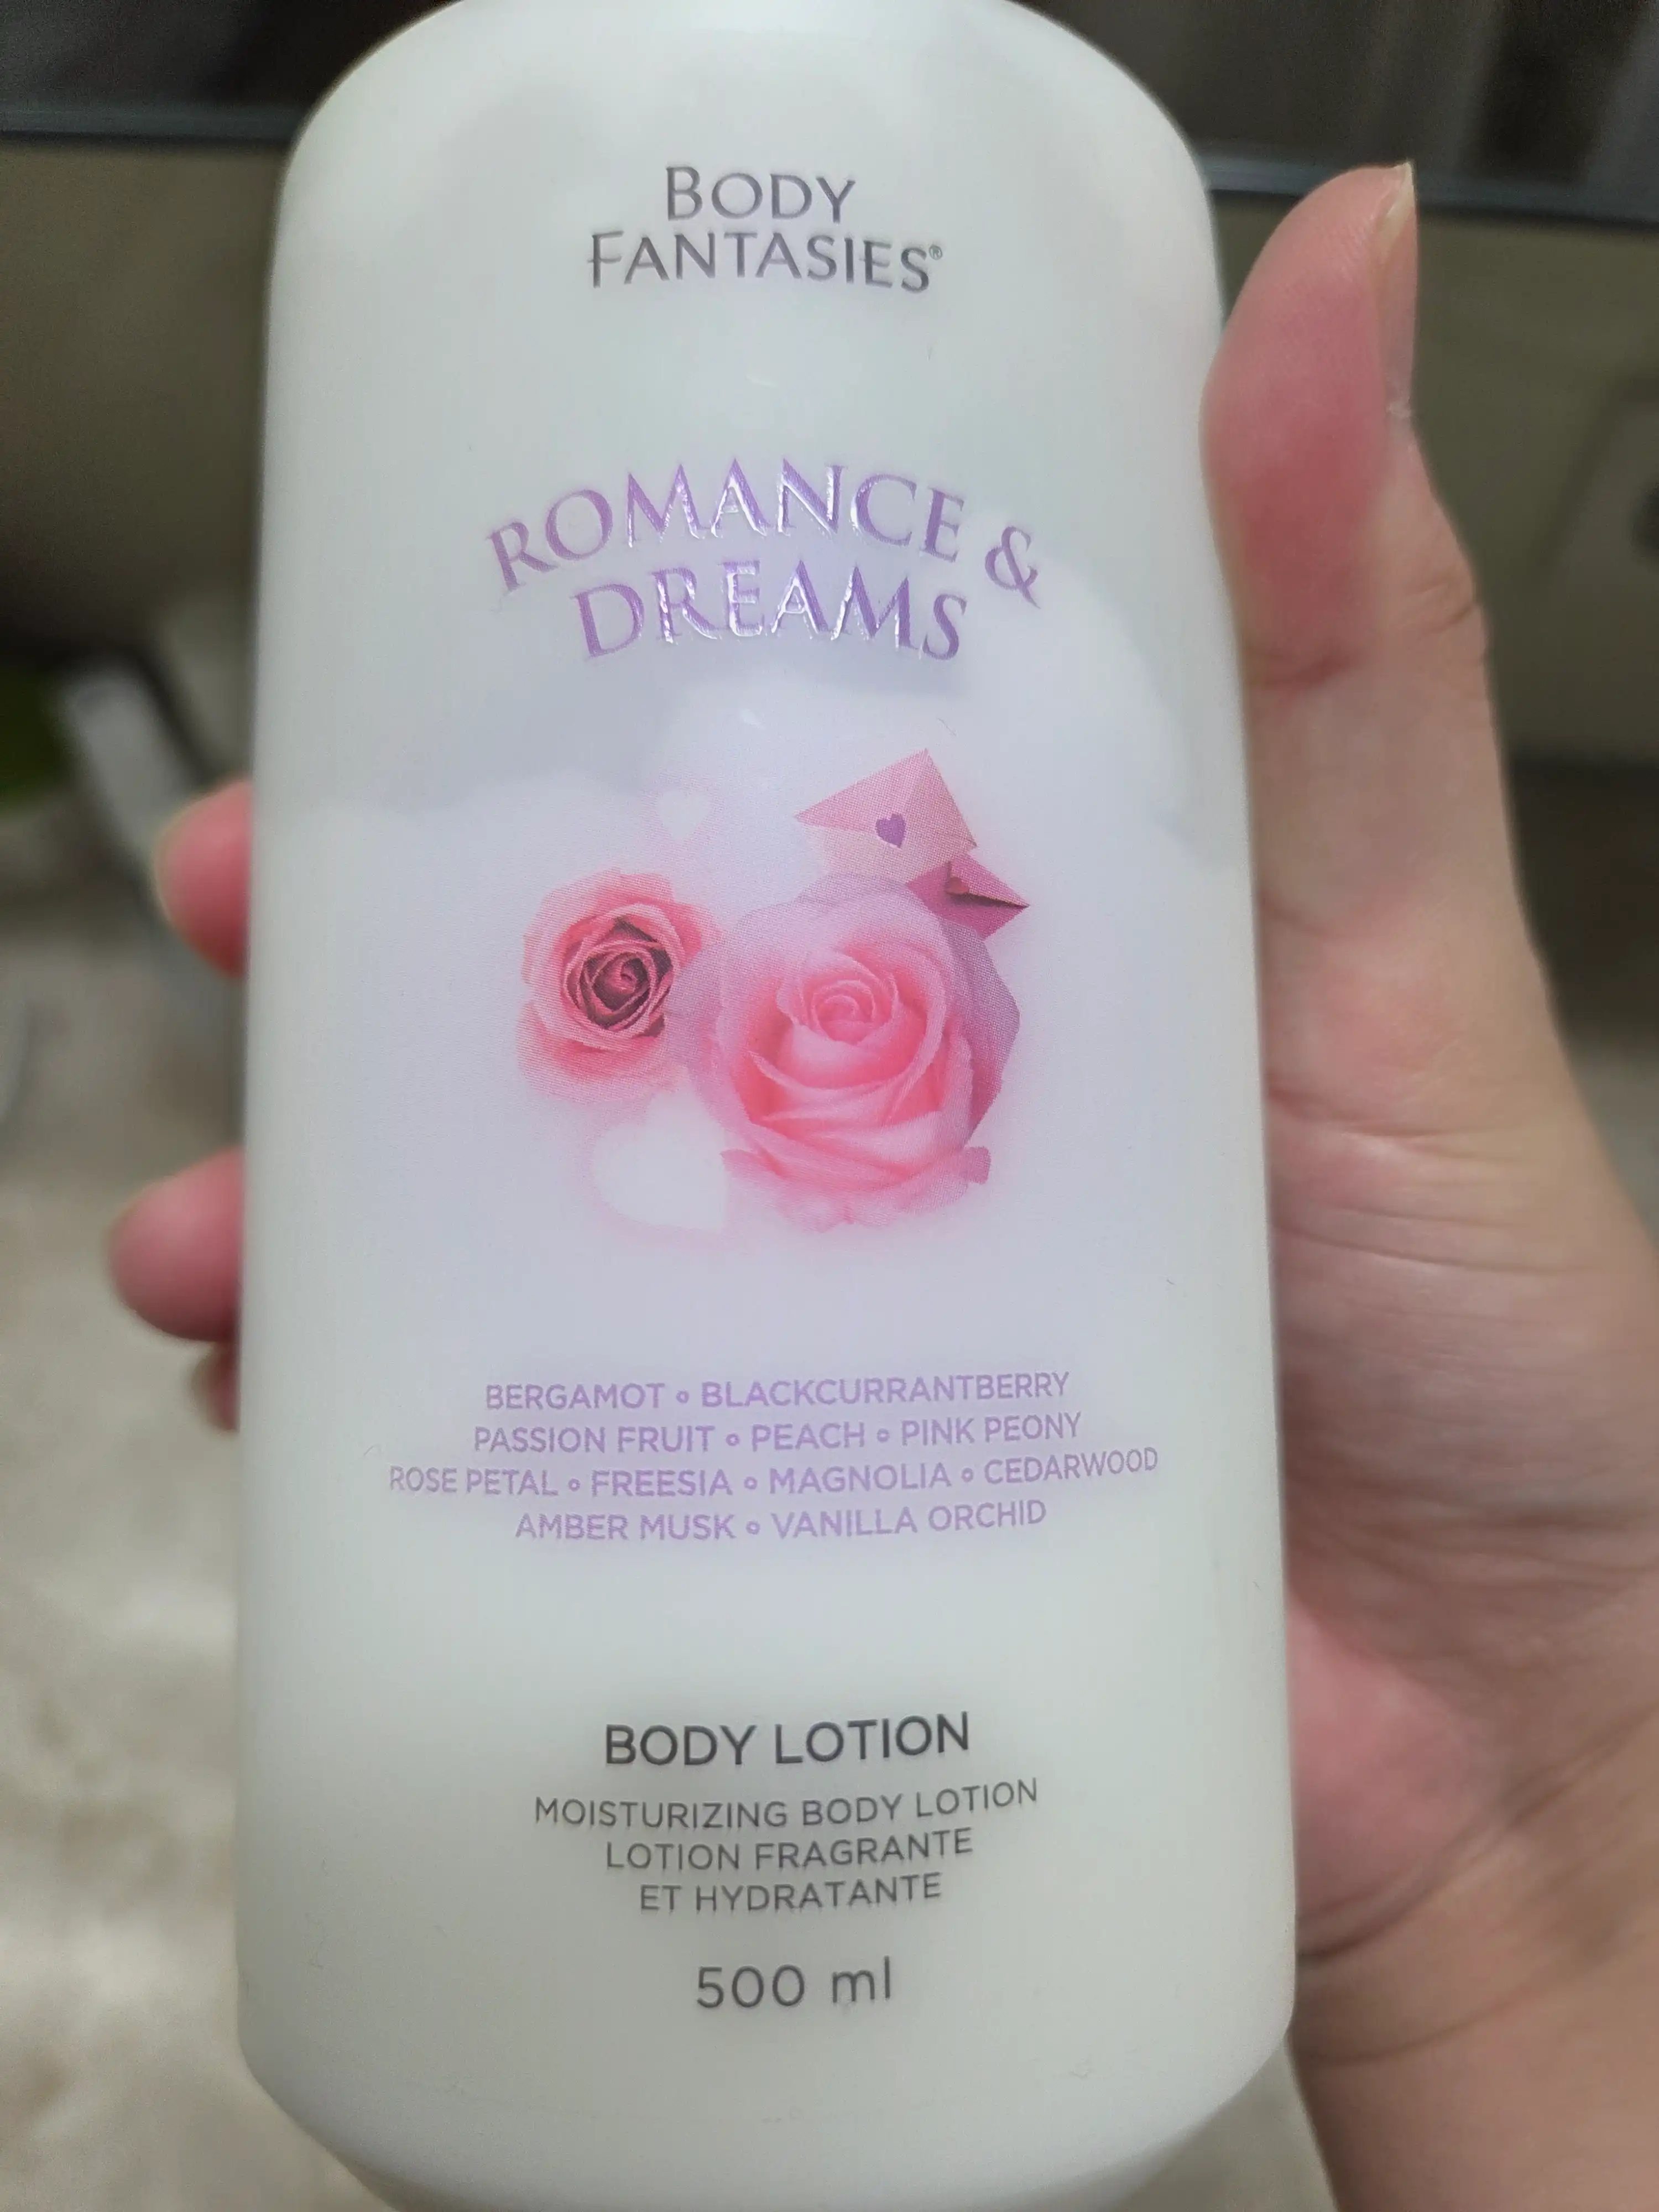 BODY
FANTASIES®
ROMANCE &
DREAMS
BERGAMOT ∘ BLACKCURRANTBERRY
PASSION FRUIT ∘ PEACH ∘ PINK PEONY
ROSE PETAL ∘ FREESIA ∘ MAGNOLIA ∘ CEDARWOOD
AMBER MUSK ∘ VANILLA ORCHID
BODY LOTION
MOISTURIZING BODY LOTION
LOTION FRAGRANTE
ET HYDRATANTE
500 ml